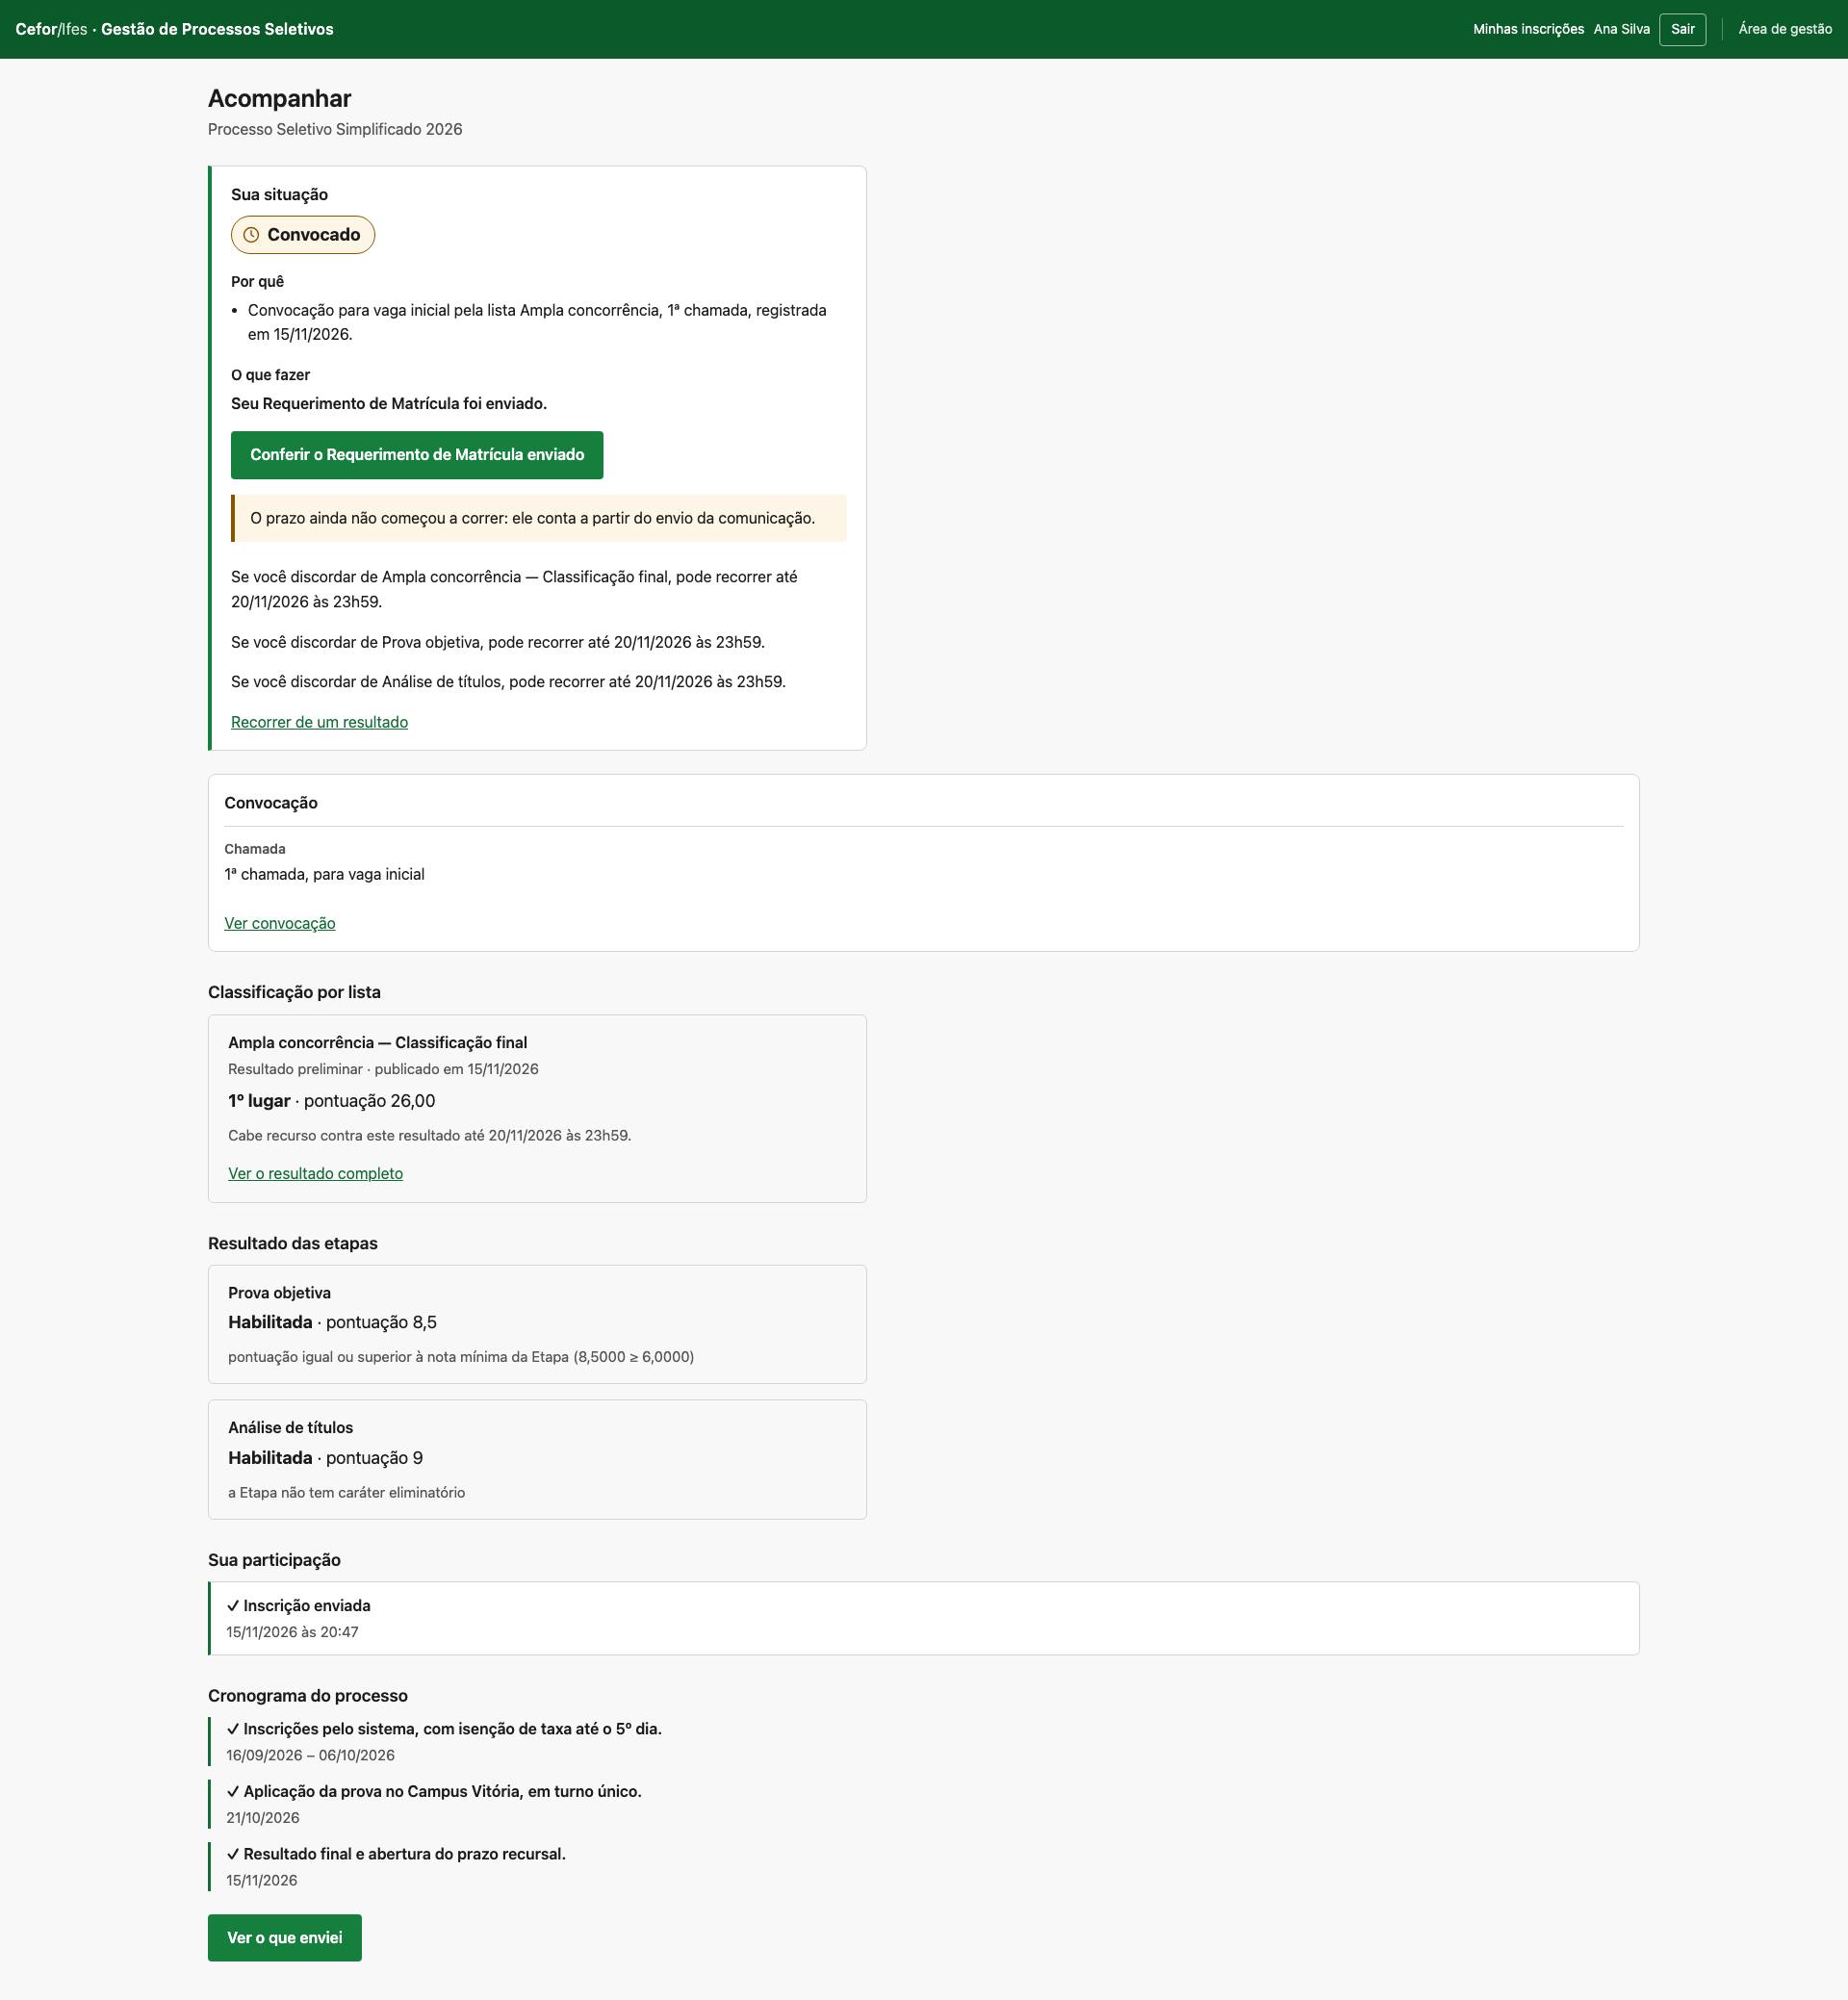 Cefor/Ifes · Gestão de Processos Seletivos
Minhas inscrições Ana Silva Sair Área de gestão
Acompanhar
Processo Seletivo Simplificado 2026
Sua situação
Convocado
Por quê
• Convocação para vaga inicial pela lista Ampla concorrência, 1ª chamada, registrada
em 15/11/2026.
O que fazer
Seu Requerimento de Matrícula foi enviado.
Conferir o Requerimento de Matrícula enviado
O prazo ainda não começou a correr: ele conta a partir do envio da comunicação.
Se você discordar de Ampla concorrência — Classificação final, pode recorrer até
20/11/2026 às 23h59.
Se você discordar de Prova objetiva, pode recorrer até 20/11/2026 às 23h59.
Se você discordar de Análise de títulos, pode recorrer até 20/11/2026 às 23h59.
Recorrer de um resultado
Convocação
Chamada
1ª chamada, para vaga inicial
Ver convocação
Classificação por lista
Ampla concorrência — Classificação final
Resultado preliminar · publicado em 15/11/2026
1º lugar · pontuação 26,00
Cabe recurso contra este resultado até 20/11/2026 às 23h59.
Ver o resultado completo
Resultado das etapas
Prova objetiva
Habilitada · pontuação 8,5
pontuação igual ou superior à nota mínima da Etapa (8,5000 ≥ 6,0000)
Análise de títulos
Habilitada · pontuação 9
a Etapa não tem caráter eliminatório
Sua participação
✓ Inscrição enviada
15/11/2026 às 20:47
Cronograma do processo
✓ Inscrições pelo sistema, com isenção de taxa até o 5º dia.
16/09/2026 – 06/10/2026
✓ Aplicação da prova no Campus Vitória, em turno único.
21/10/2026
✓ Resultado final e abertura do prazo recursal.
15/11/2026
Ver o que enviei